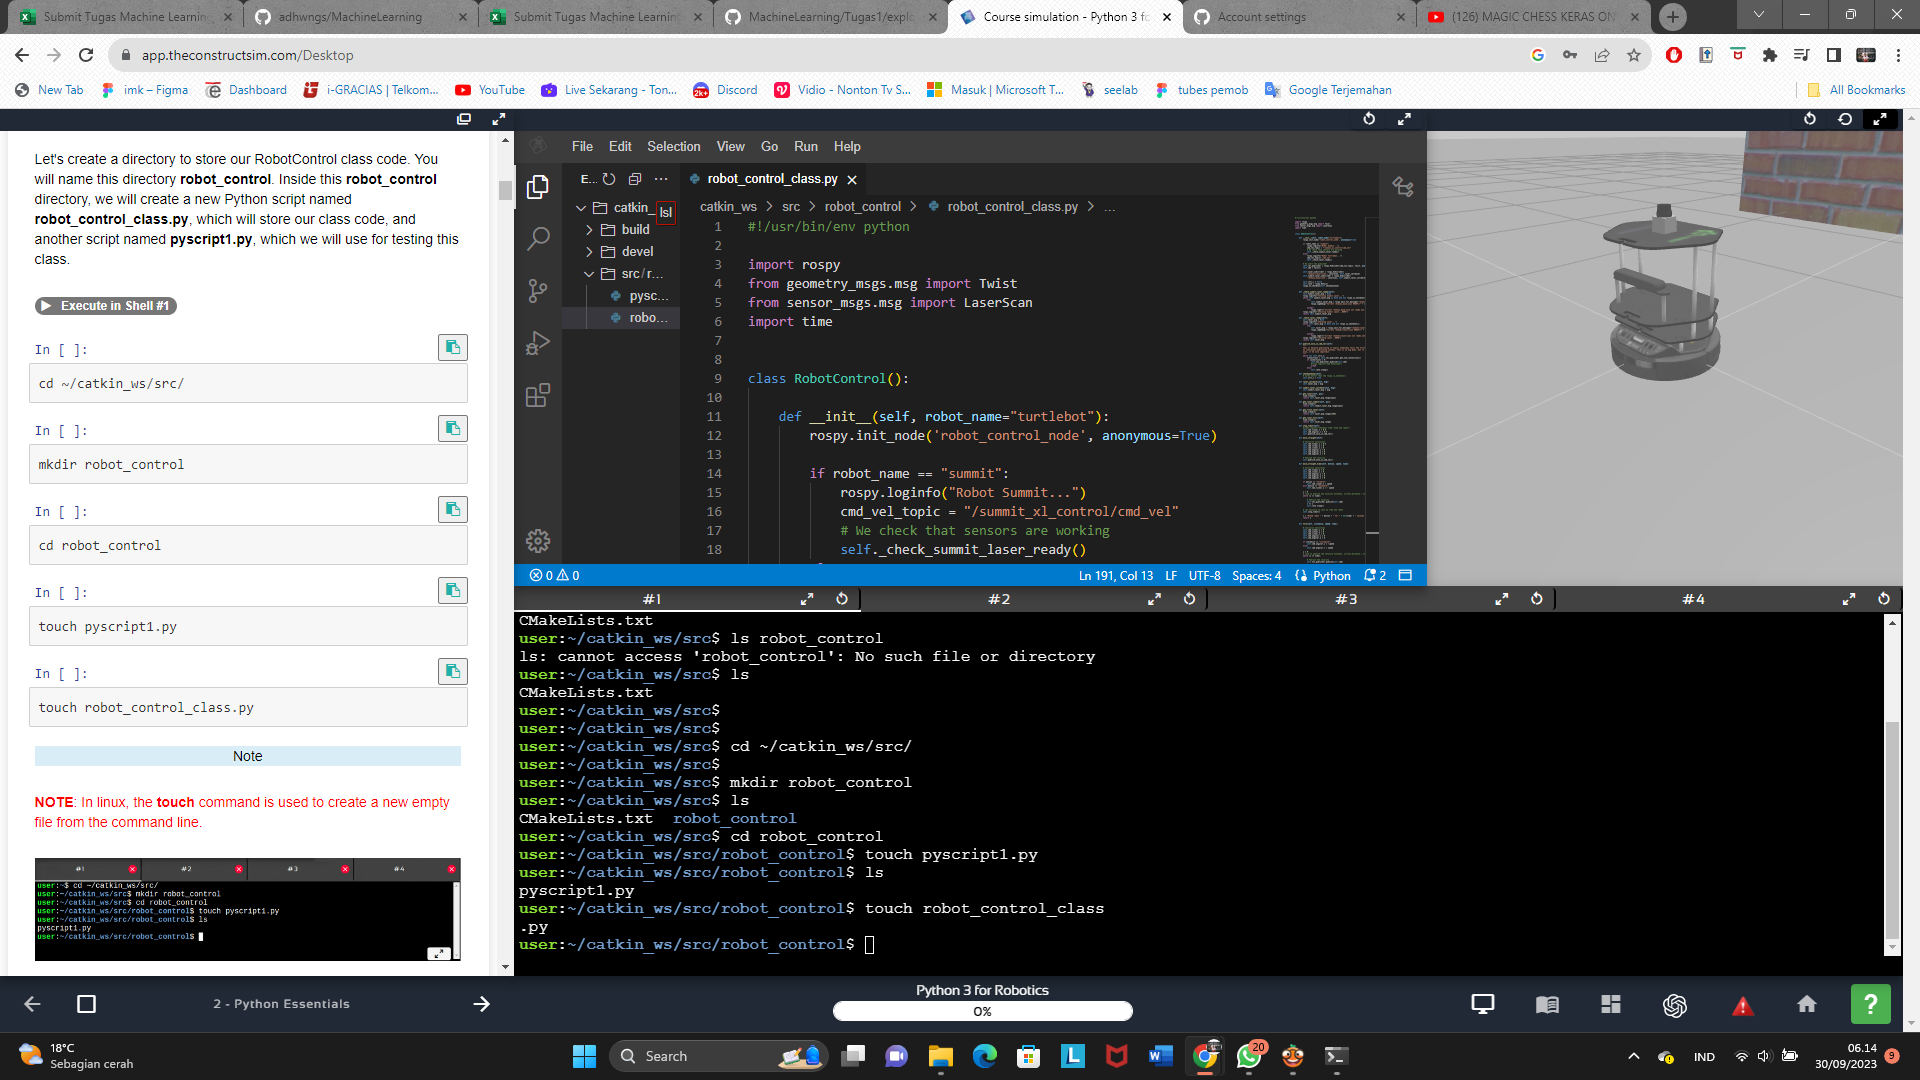 Submit Tugas Machine Learning
adhwngs/MachineLearning
Submit Tugas Machine Learnin
MachineLearning/Tugas1/explo
Course simulation - Python 3 fo
Account settings
(126) MAGIC CHESS KERAS ON
app.theconstructsim.com/Desktop
New Tab
imk – Figma
Dashboard
i-GRACIAS | Telkom...
YouTube
Live Sekarang - Ton...
Discord
Vidio - Nonton Tv S...
Masuk | Microsoft T...
seelab
tubes pemob
Google Terjemahan
All Bookmarks
Let's create a directory to store our RobotControl class code. You
will name this directory robot_control. Inside this robot_control
directory, we will create a new Python script named
robot_control_class.py, which will store our class code, and
another script named pyscript1.py, which we will use for testing this
class.
Execute in Shell #1
In [ ]:
cd ~/catkin_ws/src/
In [ ]:
mkdir robot_control
In [ ]:
cd robot_control
In [ ]:
touch pyscript1.py
In [ ]:
touch robot_control_class.py
Note
NOTE: In linux, the touch command is used to create a new empty
file from the command line.
#1 #2 #3 #4
user:~$ cd ~/catkin_ws/src/
user:~/catkin_ws/src$ mkdir robot_control
user:~/catkin_ws/src$ cd robot_control
user:~/catkin_ws/src/robot_control$ touch pyscript1.py
user:~/catkin_ws/src/robot_control$ ls
pyscript1.py
user:~/catkin_ws/src/robot_control$
File Edit Selection View Go Run Help
E...
catkin_
lsl
build
devel
src/r...
pysc...
robo...
robot_control_class.py
catkin_ws > src > robot_control > robot_control_class.py > ...
1 #!/usr/bin/env python
2
3 import rospy
4 from geometry_msgs.msg import Twist
5 from sensor_msgs.msg import LaserScan
6 import time
7
8
9 class RobotControl():
10
11 def __init__(self, robot_name="turtlebot"):
12 rospy.init_node('robot_control_node', anonymous=True)
13
14 if robot_name == "summit":
15 rospy.loginfo("Robot Summit...")
16 cmd_vel_topic = "/summit_xl_control/cmd_vel"
17 # We check that sensors are working
18 self._check_summit_laser_ready()
0 0
Ln 191, Col 13 LF UTF-8 Spaces: 4 Python 2
#1 #2 #3 #4
CMakeLists.txt
user:~/catkin_ws/src$ ls robot_control
ls: cannot access 'robot_control': No such file or directory
user:~/catkin_ws/src$ ls
CMakeLists.txt
user:~/catkin_ws/src$
user:~/catkin_ws/src$
user:~/catkin_ws/src$ cd ~/catkin_ws/src/
user:~/catkin_ws/src$
user:~/catkin_ws/src$ mkdir robot_control
user:~/catkin_ws/src$ ls
CMakeLists.txt robot_control
user:~/catkin_ws/src$ cd robot_control
user:~/catkin_ws/src/robot_control$ touch pyscript1.py
user:~/catkin_ws/src/robot_control$ ls
pyscript1.py
user:~/catkin_ws/src/robot_control$ touch robot_control_class
.py
user:~/catkin_ws/src/robot_control$
2 - Python Essentials
Python 3 for Robotics
0%
?
18°C
Sebagian cerah
Search
20
IND
06.14
30/09/2023
9